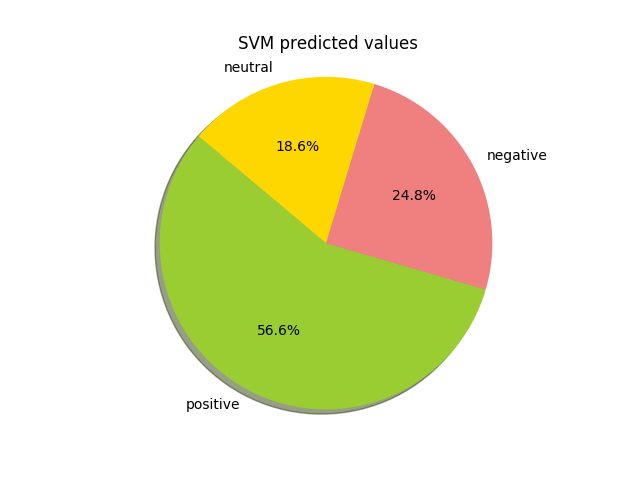 SVM predicted values
neutral
18.6%
negative
24.8%
56.6%
positive